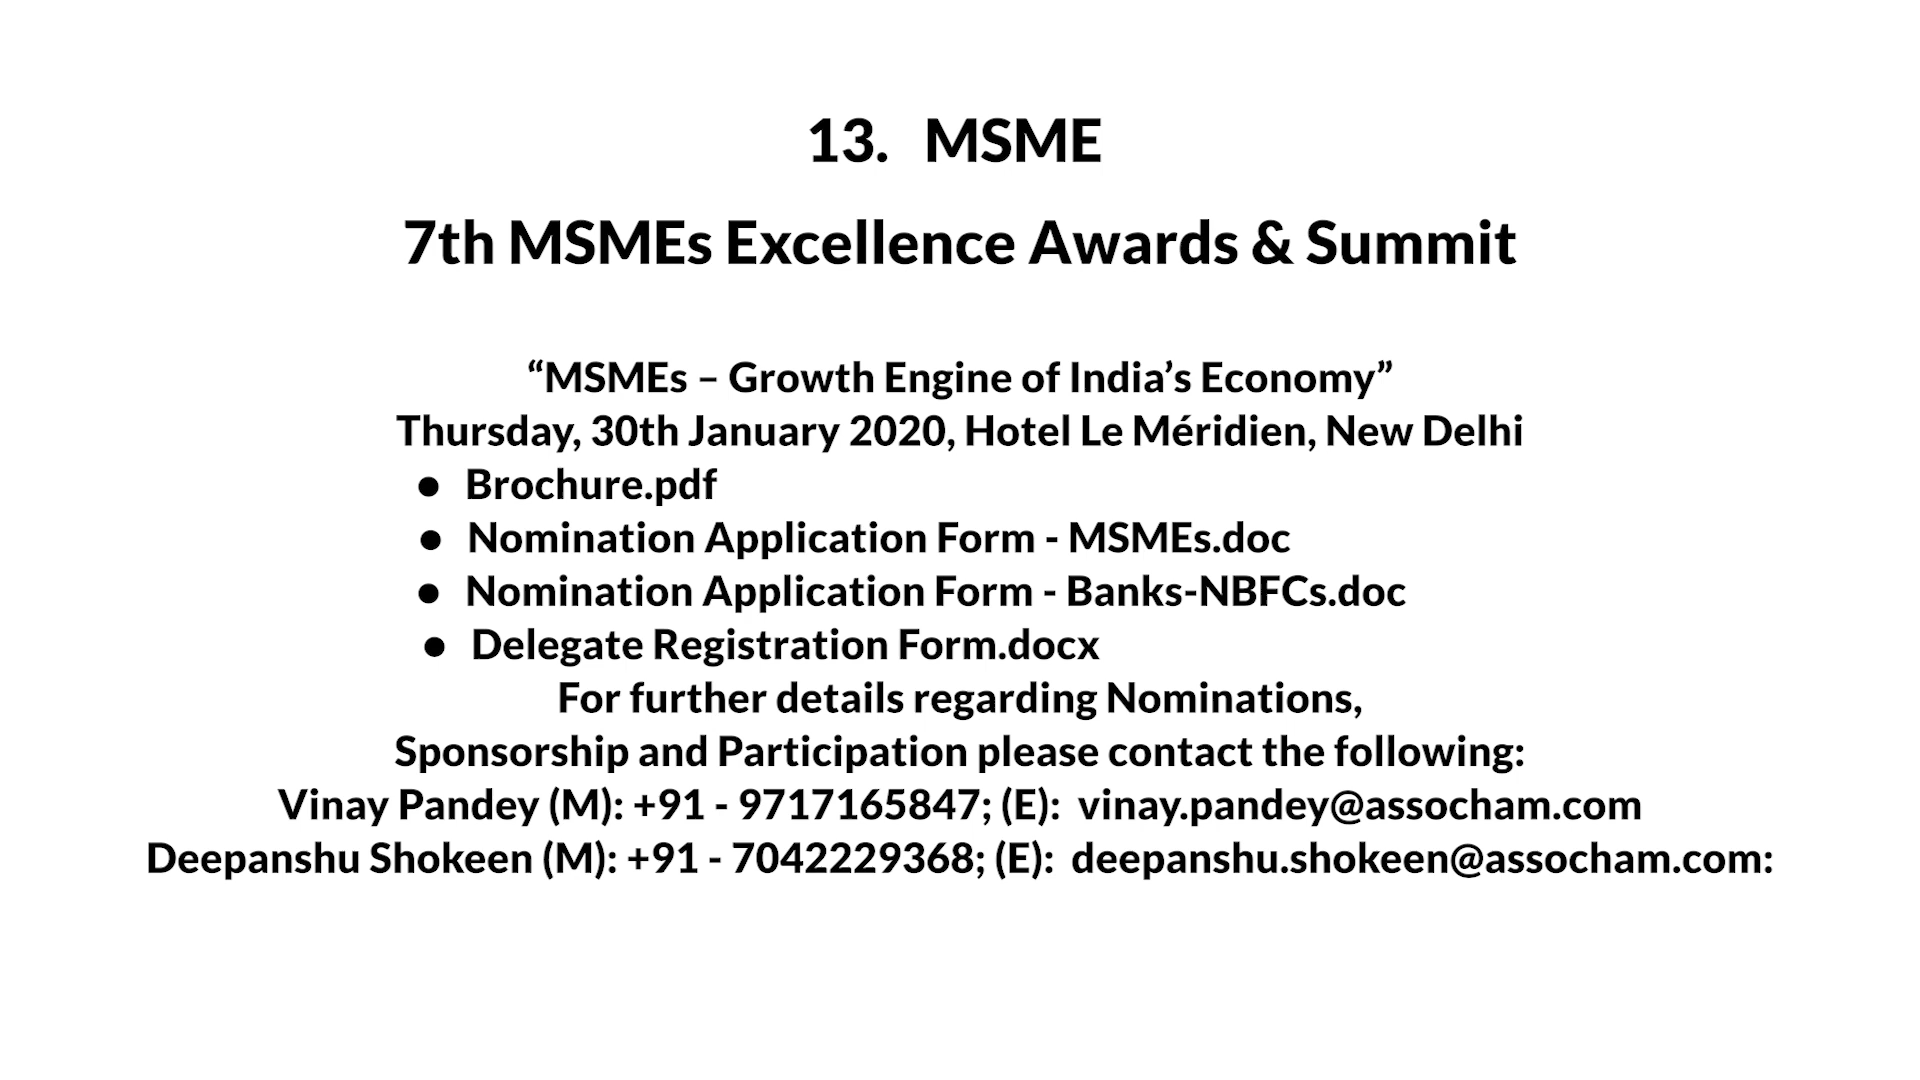 13. MSME
7th MSMEs Excellence Awards & Summit
“MSMEs – Growth Engine of India’s Economy”
Thursday, 30th January 2020, Hotel Le Méridien, New Delhi
● Brochure.pdf
● Nomination Application Form - MSMEs.doc
● Nomination Application Form - Banks-NBFCs.doc
● Delegate Registration Form.docx
For further details regarding Nominations,
Sponsorship and Participation please contact the following:
Vinay Pandey (M): +91 - 9717165847; (E): vinay.pandey@assocham.com
Deepanshu Shokeen (M): +91 - 7042229368; (E): deepanshu.shokeen@assocham.com: